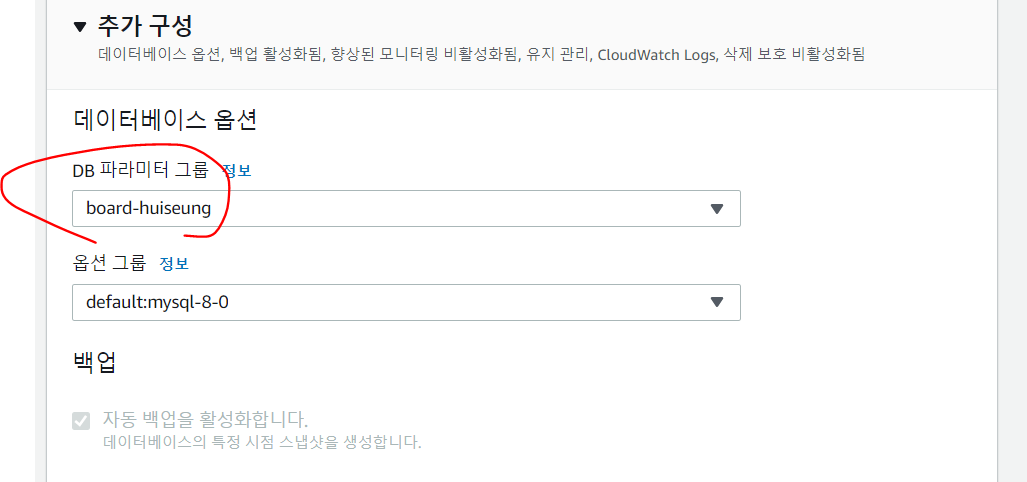 추가 구성
데이터베이스 옵션, 백업 활성화됨, 향상된 모니터링 비활성화됨, 유지 관리, CloudWatch Logs, 삭제 보호 비활성화됨
데이터베이스 옵션
DB 파라미터 그룹 정보
board-huiseung
옵션 그룹 정보
default:mysql-8-0
백업
자동 백업을 활성화합니다.
데이터베이스의 특정 시점 스냅샷을 생성합니다.